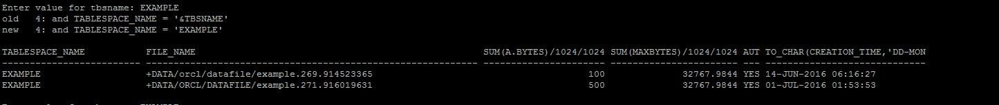 Enter value for tbsname: EXAMPLE
old   4: and TABLESPACE_NAME = '&TBSNAME'
new   4: and TABLESPACE_NAME = 'EXAMPLE'
TABLESPACE_NAME           FILE_NAME                                                    SUM(A.BYTES)/1024/1024 SUM(MAXBYTES)/1024/1024 AUT TO_CHAR(CREATION_TIME,'DD-MON
------------------------- ------------------------------------------------------------ ---------------------- ----------------------- --- -----------------------------
EXAMPLE                   +DATA/orcl/datafile/example.269.914523365                                       100              32767.9844 YES 14-JUN-2016 06:16:27
EXAMPLE                   +DATA/ORCL/DATAFILE/example.271.916019631                                       500              32767.9844 YES 01-JUL-2016 01:53:53